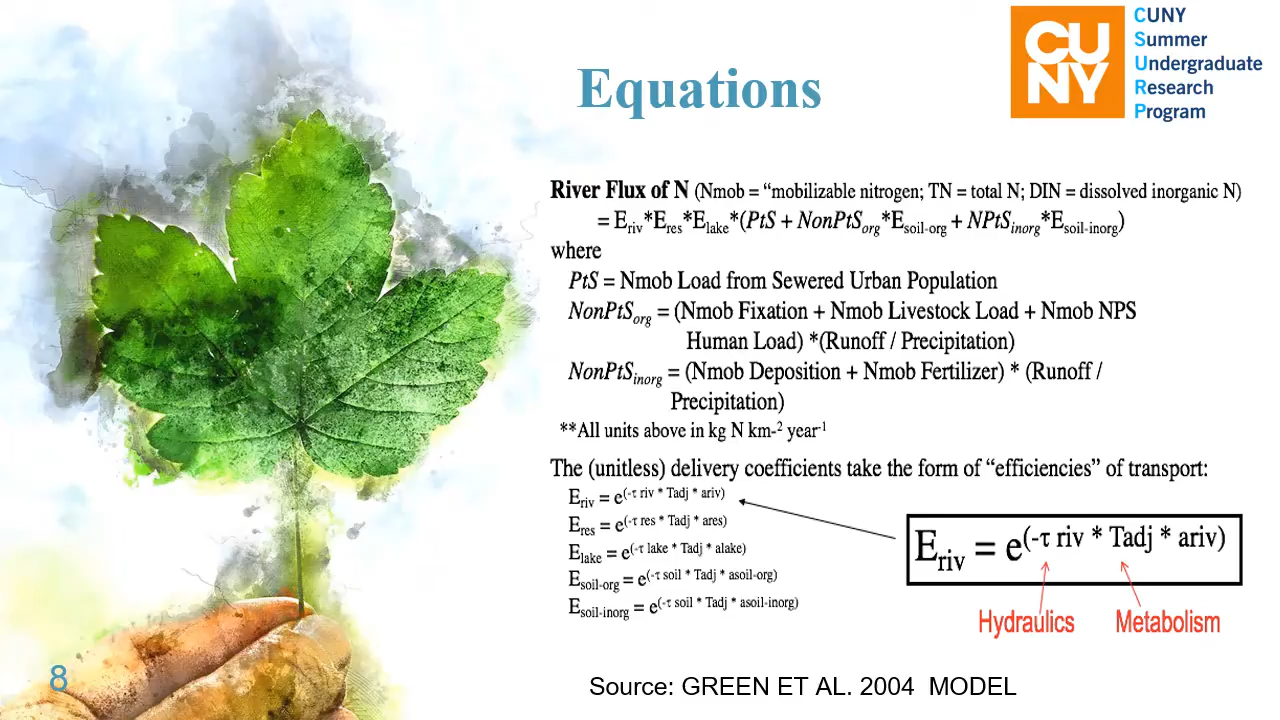 CUNY
CUNY
Summer
Undergraduate
Research
Program
Equations
River Flux of N (Nmob = “mobilizable nitrogen; TN = total N; DIN = dissolved inorganic N)
= Eriv*Eres*Elake*(PtS + NonPtSorg*Esoil-org + NPtSinorg*Esoil-inorg)
where
PtS = Nmob Load from Sewered Urban Population
NonPtSorg = (Nmob Fixation + Nmob Livestock Load + Nmob NPS
Human Load) *(Runoff / Precipitation)
NonPtSinorg = (Nmob Deposition + Nmob Fertilizer) * (Runoff /
Precipitation)
**All units above in kg N km-2 year-1
The (unitless) delivery coefficients take the form of “efficiencies” of transport:
Eriv = e(-τ riv * Tadj * ariv)
Eres = e(-τ res * Tadj * ares)
Elake = e(-τ lake * Tadj * alake)
Esoil-org = e(-τ soil * Tadj * asoil-org)
Esoil-inorg = e(-τ soil * Tadj * asoil-inorg)
Eriv = e(-τ riv * Tadj * ariv)
Hydraulics Metabolism
8
Source: GREEN ET AL. 2004 MODEL